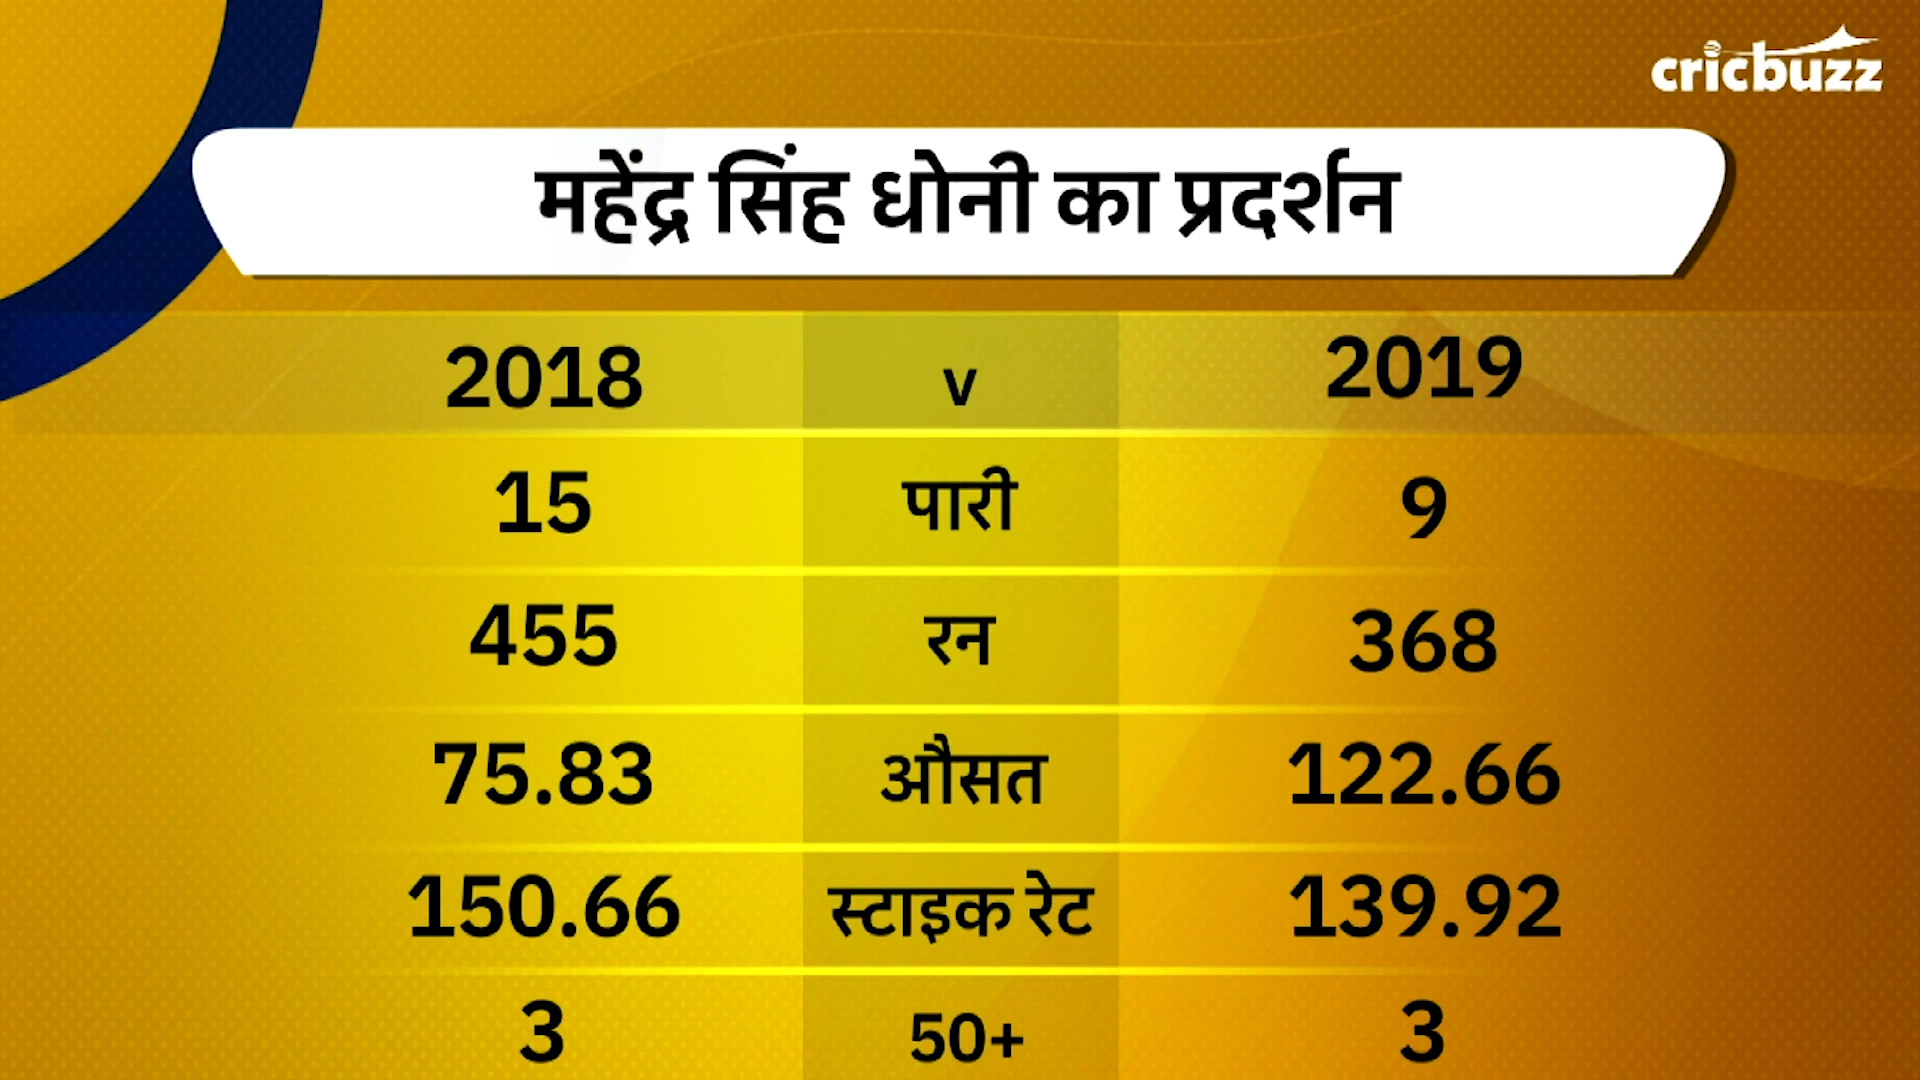 cricbuzz
महेंद्र सिंह धोनी का प्रदर्शन
2018 v 2019
15 पारी 9
455 रन 368
75.83 औसत 122.66
150.66 स्टाइक रेट 139.92
3 50+ 3